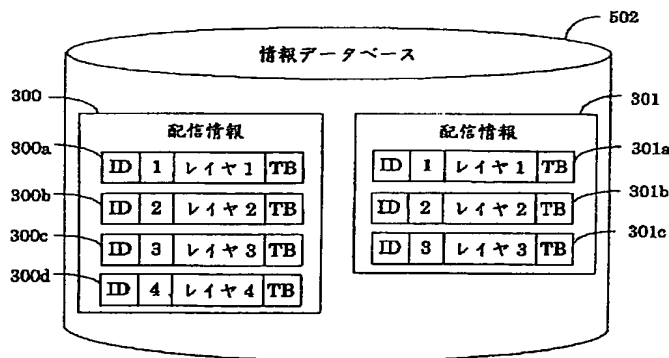 502
情報データベース
300
301
配信情報
300a ID 1 レイヤ1 TB
300b ID 2 レイヤ2 TB
300c ID 3 レイヤ3 TB
300d ID 4 レイヤ4 TB
配信情報
ID 1 レイヤ1 TB 301a
ID 2 レイヤ2 TB 301b
ID 3 レイヤ3 TB 301c